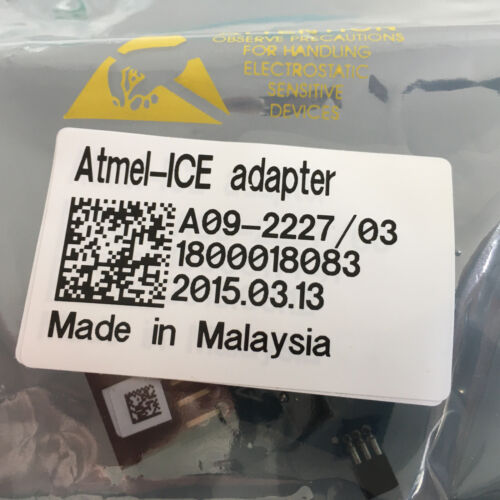 OBSERVE PRECAUTIONS
FOR HANDLING
ELECTROSTATIC
SENSITIVE
DEVICES
Atmel-ICE adapter
A09-2227/03
1800018083
2015.03.13
Made in Malaysia